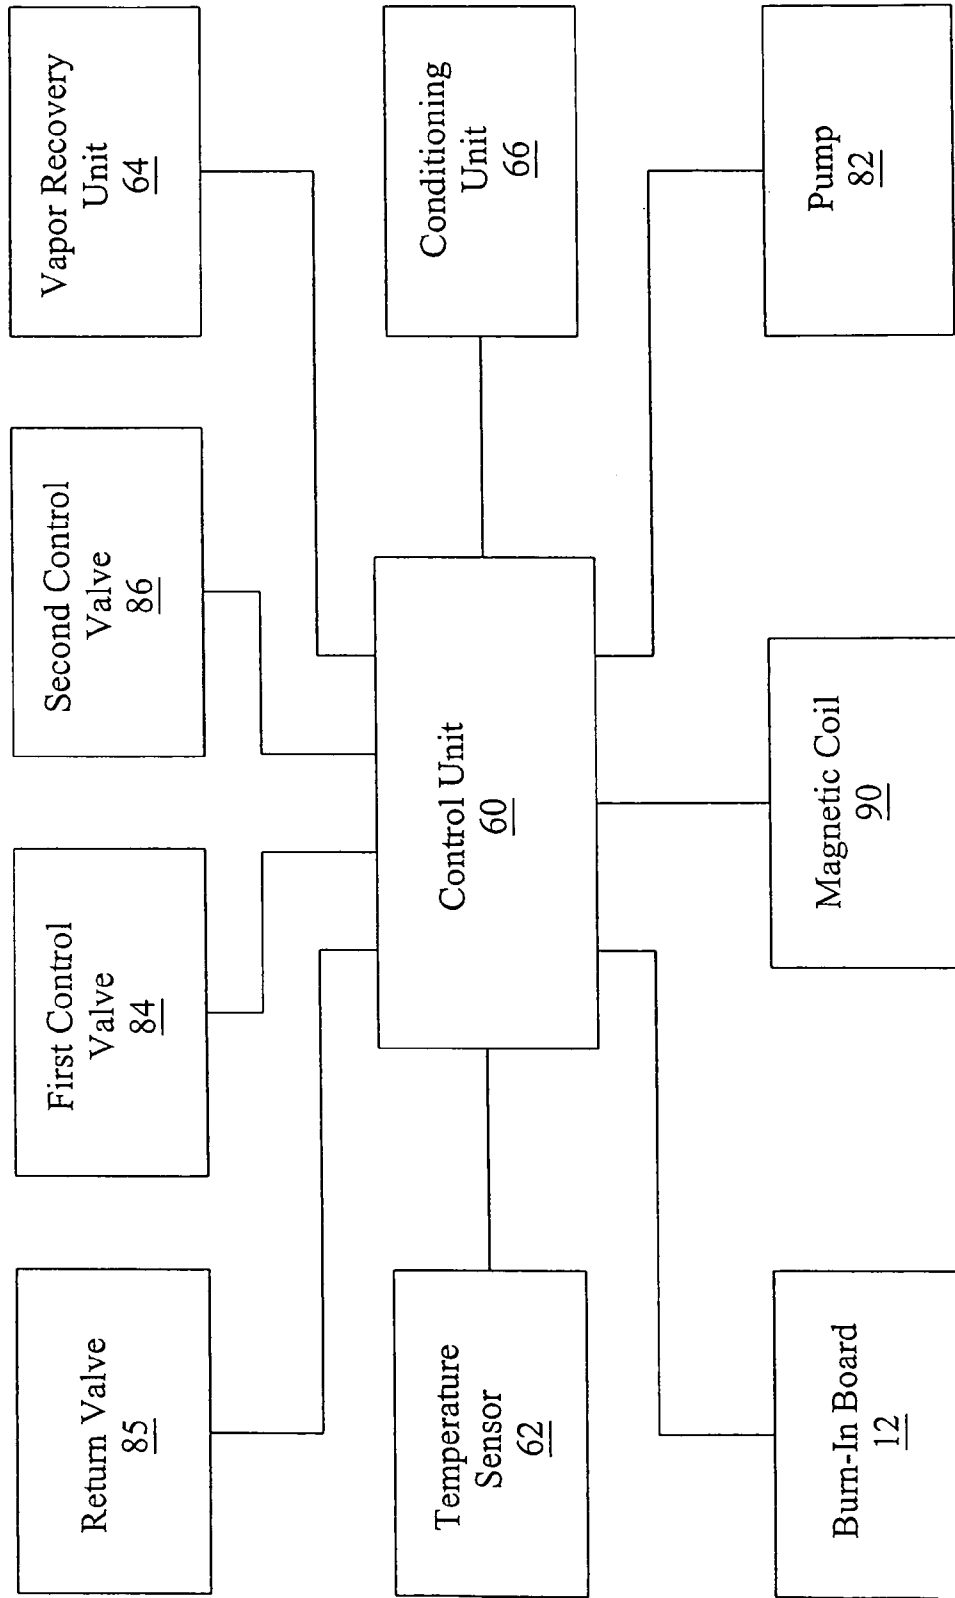 Return Valve
85
First Control
Valve
84
Second Control
Valve
86
Vapor Recovery
Unit
64
Temperature
Sensor
62
Control Unit
60
Conditioning
Unit
66
Burn-In Board
12
Magnetic Coil
90
Pump
82